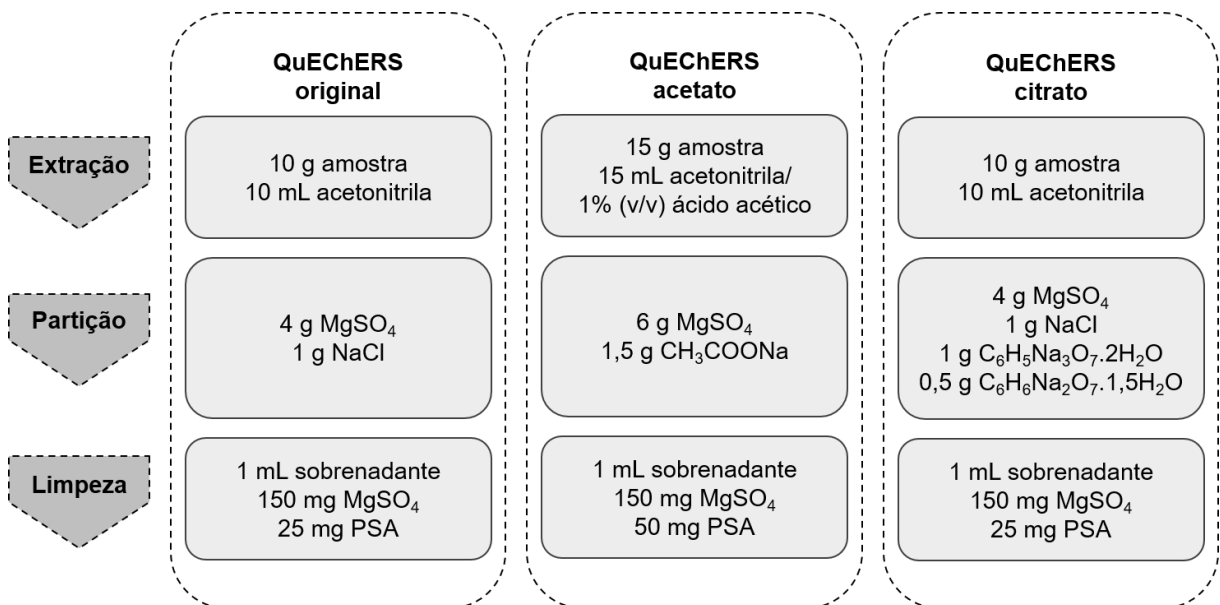 QuEChERS
original
QuEChERS
acetato
QuEChERS
citrato
Extração
10 g amostra
10 mL acetonitrila
15 g amostra
15 mL acetonitrila/
1% (v/v) ácido acético
10 g amostra
10 mL acetonitrila
Partição
4 g MgSO₄
1 g NaCl
6 g MgSO₄
1,5 g CH₃COONa
4 g MgSO₄
1 g NaCl
1 g C₆H₅Na₃O₇.2H₂O
0,5 g C₆H₆Na₂O₇.1,5H₂O
Limpeza
1 mL sobrenadante
150 mg MgSO₄
25 mg PSA
1 mL sobrenadante
150 mg MgSO₄
50 mg PSA
1 mL sobrenadante
150 mg MgSO₄
25 mg PSA